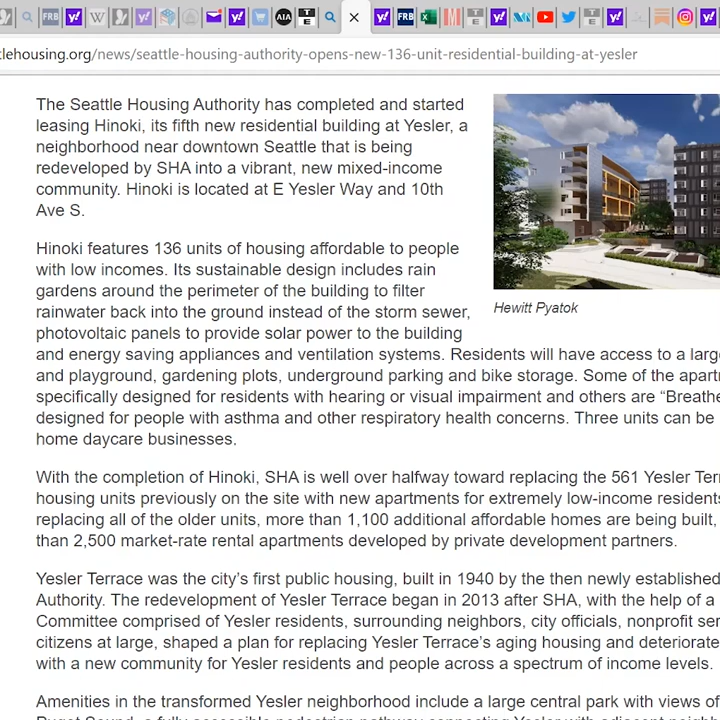 tlehousing.org/news/seattle-housing-authority-opens-new-136-unit-residential-building-at-yesler
The Seattle Housing Authority has completed and started
leasing Hinoki, its fifth new residential building at Yesler, a
neighborhood near downtown Seattle that is being
redeveloped by SHA into a vibrant, new mixed-income
community. Hinoki is located at E Yesler Way and 10th
Ave S.
Hinoki features 136 units of housing affordable to people
with low incomes. Its sustainable design includes rain
gardens around the perimeter of the building to filter
rainwater back into the ground instead of the storm sewer,
photovoltaic panels to provide solar power to the building
Hewitt Pyatok
and energy saving appliances and ventilation systems. Residents will have access to a larg
and playground, gardening plots, underground parking and bike storage. Some of the apart
specifically designed for residents with hearing or visual impairment and others are “Breathe
designed for people with asthma and other respiratory health concerns. Three units can be
home daycare businesses.
With the completion of Hinoki, SHA is well over halfway toward replacing the 561 Yesler Terr
housing units previously on the site with new apartments for extremely low-income residents
replacing all of the older units, more than 1,100 additional affordable homes are being built,
than 2,500 market-rate rental apartments developed by private development partners.
Yesler Terrace was the city’s first public housing, built in 1940 by the then newly established
Authority. The redevelopment of Yesler Terrace began in 2013 after SHA, with the help of a
Committee comprised of Yesler residents, surrounding neighbors, city officials, nonprofit ser
citizens at large, shaped a plan for replacing Yesler Terrace’s aging housing and deteriorate
with a new community for Yesler residents and people across a spectrum of income levels.
Amenities in the transformed Yesler neighborhood include a large central park with views of